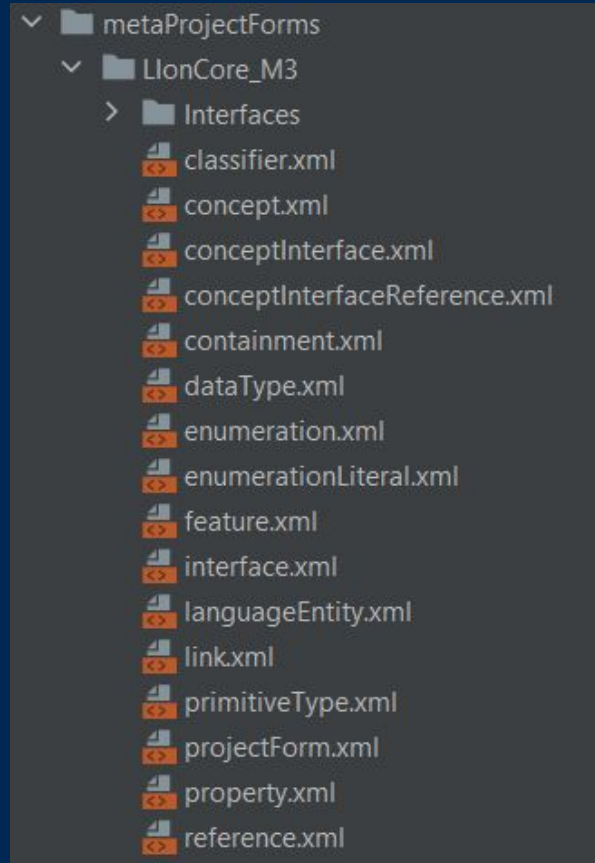 metaProjectForms
LIonCore_M3
Interfaces
classifier.xml
concept.xml
conceptInterface.xml
conceptInterfaceReference.xml
containment.xml
dataType.xml
enumeration.xml
enumerationLiteral.xml
feature.xml
interface.xml
languageEntity.xml
link.xml
primitiveType.xml
projectForm.xml
property.xml
reference.xml